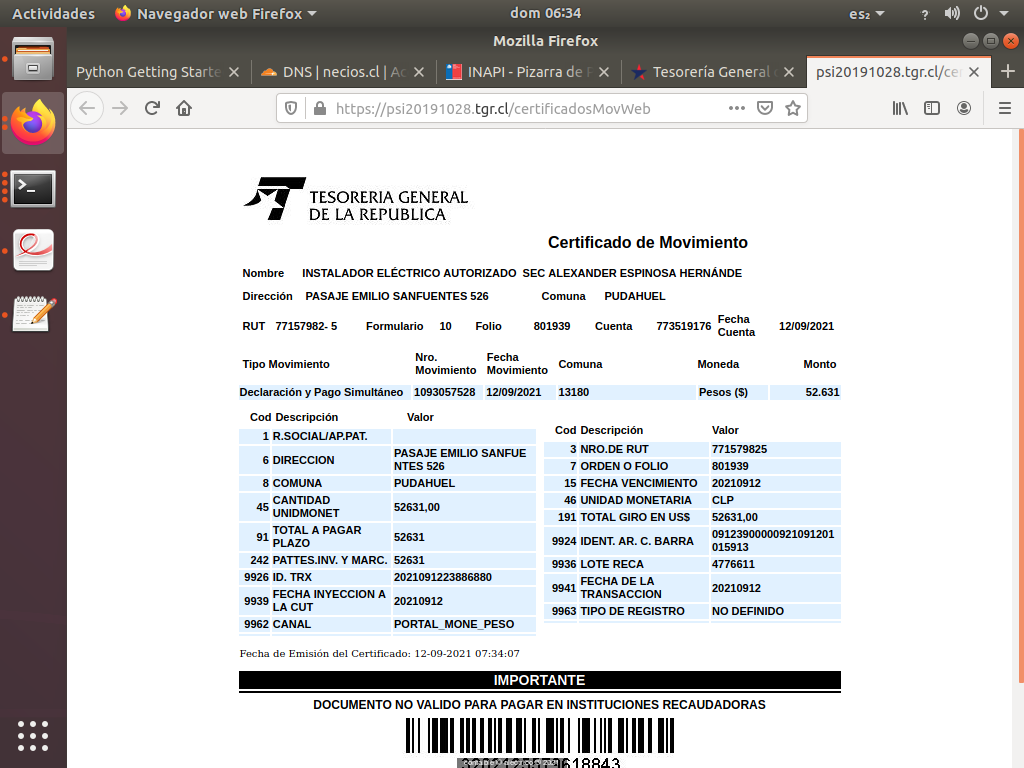 Actividades Navegador web Firefox dom 06:34 es₂ ?
Mozilla Firefox
Python Getting Starte DNS | necios.cl | Ac INAPI - Pizarra de F Tesorería General d psi20191028.tgr.cl/cer
https://psi20191028.tgr.cl/certificadosMovWeb
TESORERIA GENERAL
DE LA REPUBLICA
Certificado de Movimiento
Nombre INSTALADOR ELÉCTRICO AUTORIZADO SEC ALEXANDER ESPINOSA HERNÁNDE
Dirección PASAJE EMILIO SANFUENTES 526 Comuna PUDAHUEL
RUT 77157982- 5 Formulario 10 Folio 801939 Cuenta 773519176 Fecha Cuenta 12/09/2021
Tipo Movimiento Nro. Movimiento Fecha Movimiento Comuna Moneda Monto
Declaración y Pago Simultáneo 1093057528 12/09/2021 13180 Pesos ($) 52.631
Cod Descripción Valor
1 R.SOCIAL/AP.PAT.
6 DIRECCION PASAJE EMILIO SANFUE
NTES 526
8 COMUNA PUDAHUEL
45 CANTIDAD
UNIDMONET 52631,00
91 TOTAL A PAGAR
PLAZO 52631
242 PATTES.INV. Y MARC. 52631
9926 ID. TRX 2021091223886880
9939 FECHA INYECCION A
LA CUT 20210912
9962 CANAL PORTAL_MONE_PESO
Cod Descripción Valor
3 NRO.DE RUT 771579825
7 ORDEN O FOLIO 801939
15 FECHA VENCIMIENTO 20210912
46 UNIDAD MONETARIA CLP
191 TOTAL GIRO EN US$ 52631,00
9924 IDENT. AR. C. BARRA 09123900000921091201
015913
9936 LOTE RECA 4776611
9941 FECHA DE LA
TRANSACCION 20210912
9963 TIPO DE REGISTRO NO DEFINIDO
Fecha de Emisión del Certificado: 12-09-2021 07:34:07
IMPORTANTE
DOCUMENTO NO VALIDO PARA PAGAR EN INSTITUCIONES RECAUDADORAS